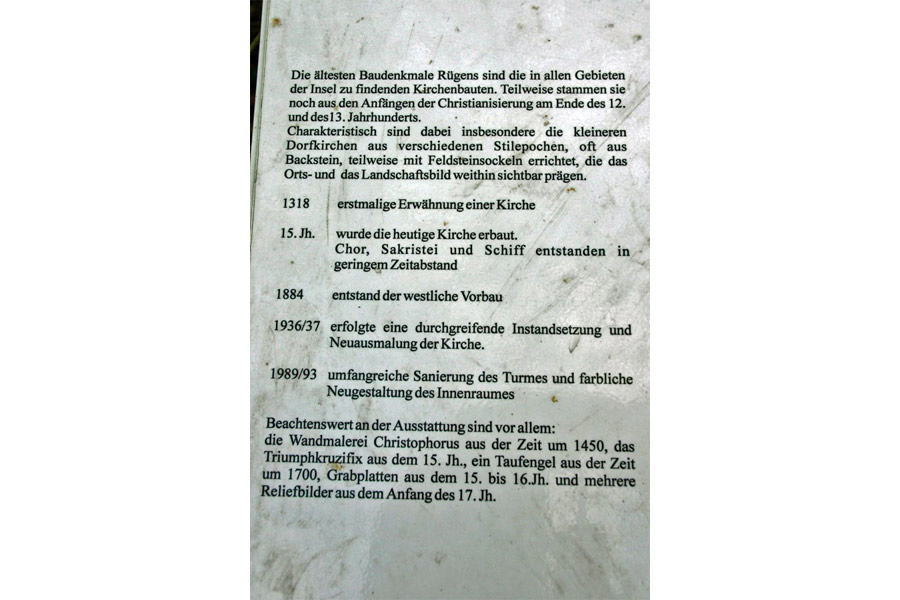 Die ältesten Baudenkmale Rügens sind die in allen Gebieten
der Insel zu findenden Kirchenbauten. Teilweise stammen sie
noch aus den Anfängen der Christianisierung am Ende des 12.
und des13. Jahrhunderts.
Charakteristisch sind dabei insbesondere die kleineren
Dorfkirchen aus verschiedenen Stilepochen, oft aus
Backstein, teilweise mit Feldsteinsockeln errichtet, die das
Orts- und das Landschaftsbild weithin sichtbar prägen.
1318 erstmalige Erwähnung einer Kirche
15. Jh. wurde die heutige Kirche erbaut.
Chor, Sakristei und Schiff entstanden in
geringem Zeitabstand
1884 entstand der westliche Vorbau
1936/37 erfolgte eine durchgreifende Instandsetzung und
Neuausmalung der Kirche.
1989/93 umfangreiche Sanierung des Turmes und farbliche
Neugestaltung des Innenraumes
Beachtenswert an der Ausstattung sind vor allem:
die Wandmalerei Christophorus aus der Zeit um 1450, das
Triumphkruzifix aus dem 15. Jh., ein Taufengel aus der Zeit
um 1700, Grabplatten aus dem 15. bis 16.Jh. und mehrere
Reliefbilder aus dem Anfang des 17. Jh.